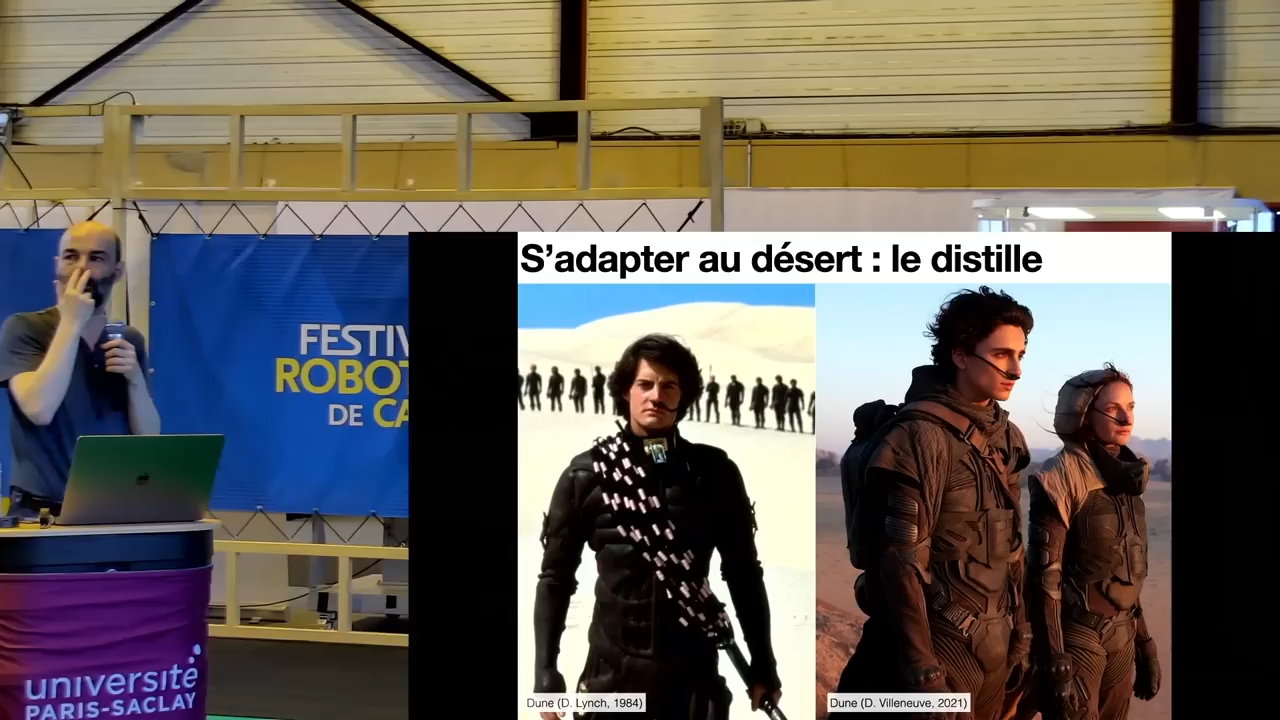 S’adapter au désert : le distille
FESTIV
ROBOT
DE CA
Dune (D. Lynch, 1984)
Dune (D. Villeneuve, 2021)
université
PARIS-SACLAY